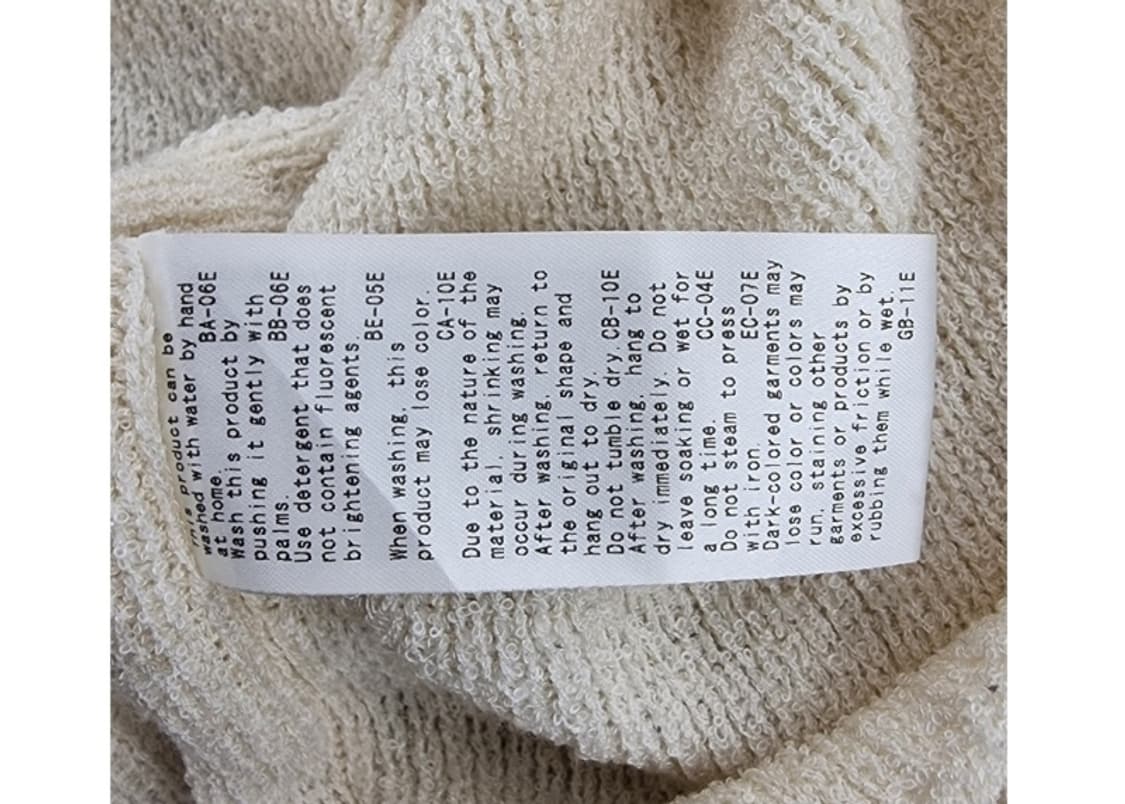 This product can be
washed with water by hand
at home. BA-06E
Wash this product by
pushing it gently with
palms. BB-06E
Use detergent that does
not contain fluorescent
brightening agents.
BE-05E
When washing, this
product may lose color.
CA-10E
Due to the nature of the
material, shrinking may
occur during washing.
After washing, return to
the original shape and
hang out to dry.
Do not tumble dry.CB-10E
After washing, hang to
dry immediately. Do not
leave soaking or wet for
a long time. CC-04E
Do not steam to press
with iron. EC-07E
Dark-colored garments may
lose color or colors may
run, staining other
garments or products by
excessive friction or by
rubbing them while wet.
GB-11E